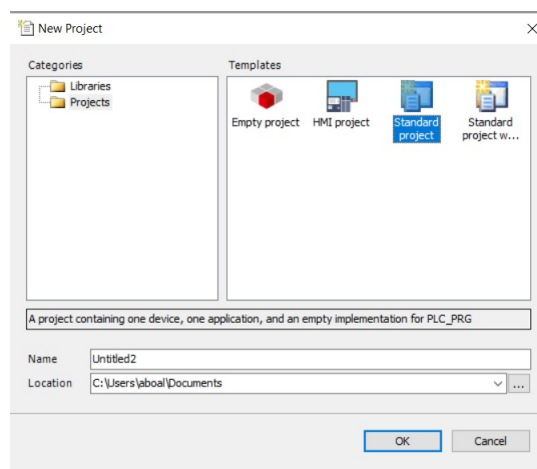 New Project
Categories
Libraries
Projects
Templates
Empty project
HMI project
Standard
project
Standard
project w...
A project containing one device, one application, and an empty implementation for PLC_PRG
Name
Untitled2
Location
C:\Users\aboal\Documents
...
OK
Cancel